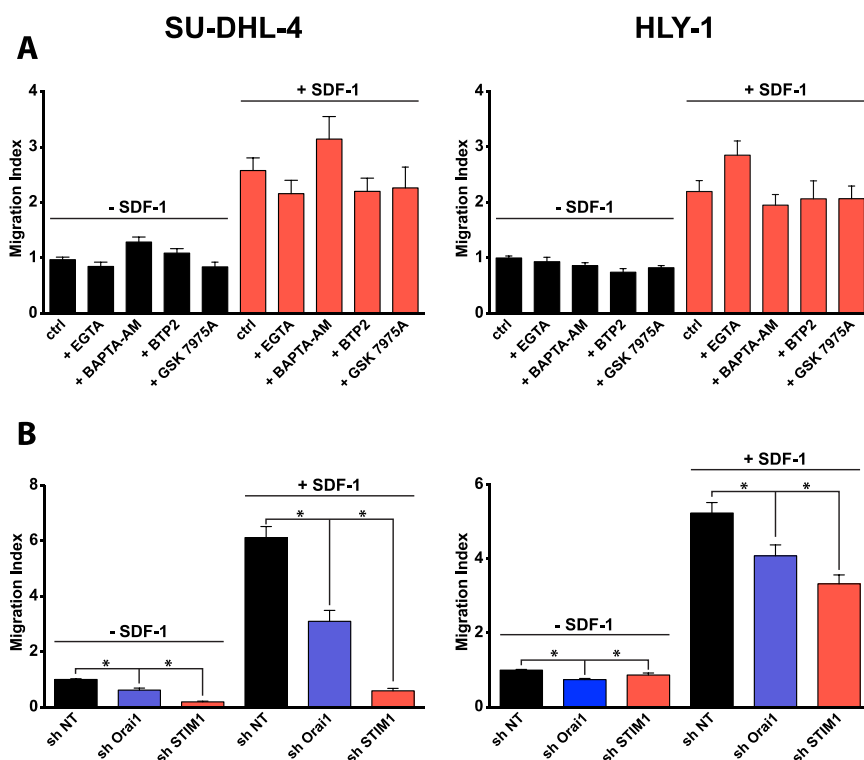 SU-DHL-4
HLY-1
A
Migration Index
4
3
2
1
0
- SDF-1
+ SDF-1
ctrl
+ EGTA
+ BAPTA-AM
+ BTP2
+ GSK 7975A
ctrl
+ EGTA
+ BAPTA-AM
+ BTP2
+ GSK 7975A
Migration Index
4
3
2
1
0
- SDF-1
+ SDF-1
ctrl
+ EGTA
+ BAPTA-AM
+ BTP2
+ GSK 7975A
ctrl
+ EGTA
+ BAPTA-AM
+ BTP2
+ GSK 7975A
B
Migration Index
8
6
4
2
0
- SDF-1
* *
+ SDF-1
* *
sh NT
sh Orai1
sh STIM1
sh NT
sh Orai1
sh STIM1
Migration Index
6
4
2
0
- SDF-1
* *
+ SDF-1
* *
sh NT
sh Orai1
sh STIM1
sh NT
sh Orai1
sh STIM1